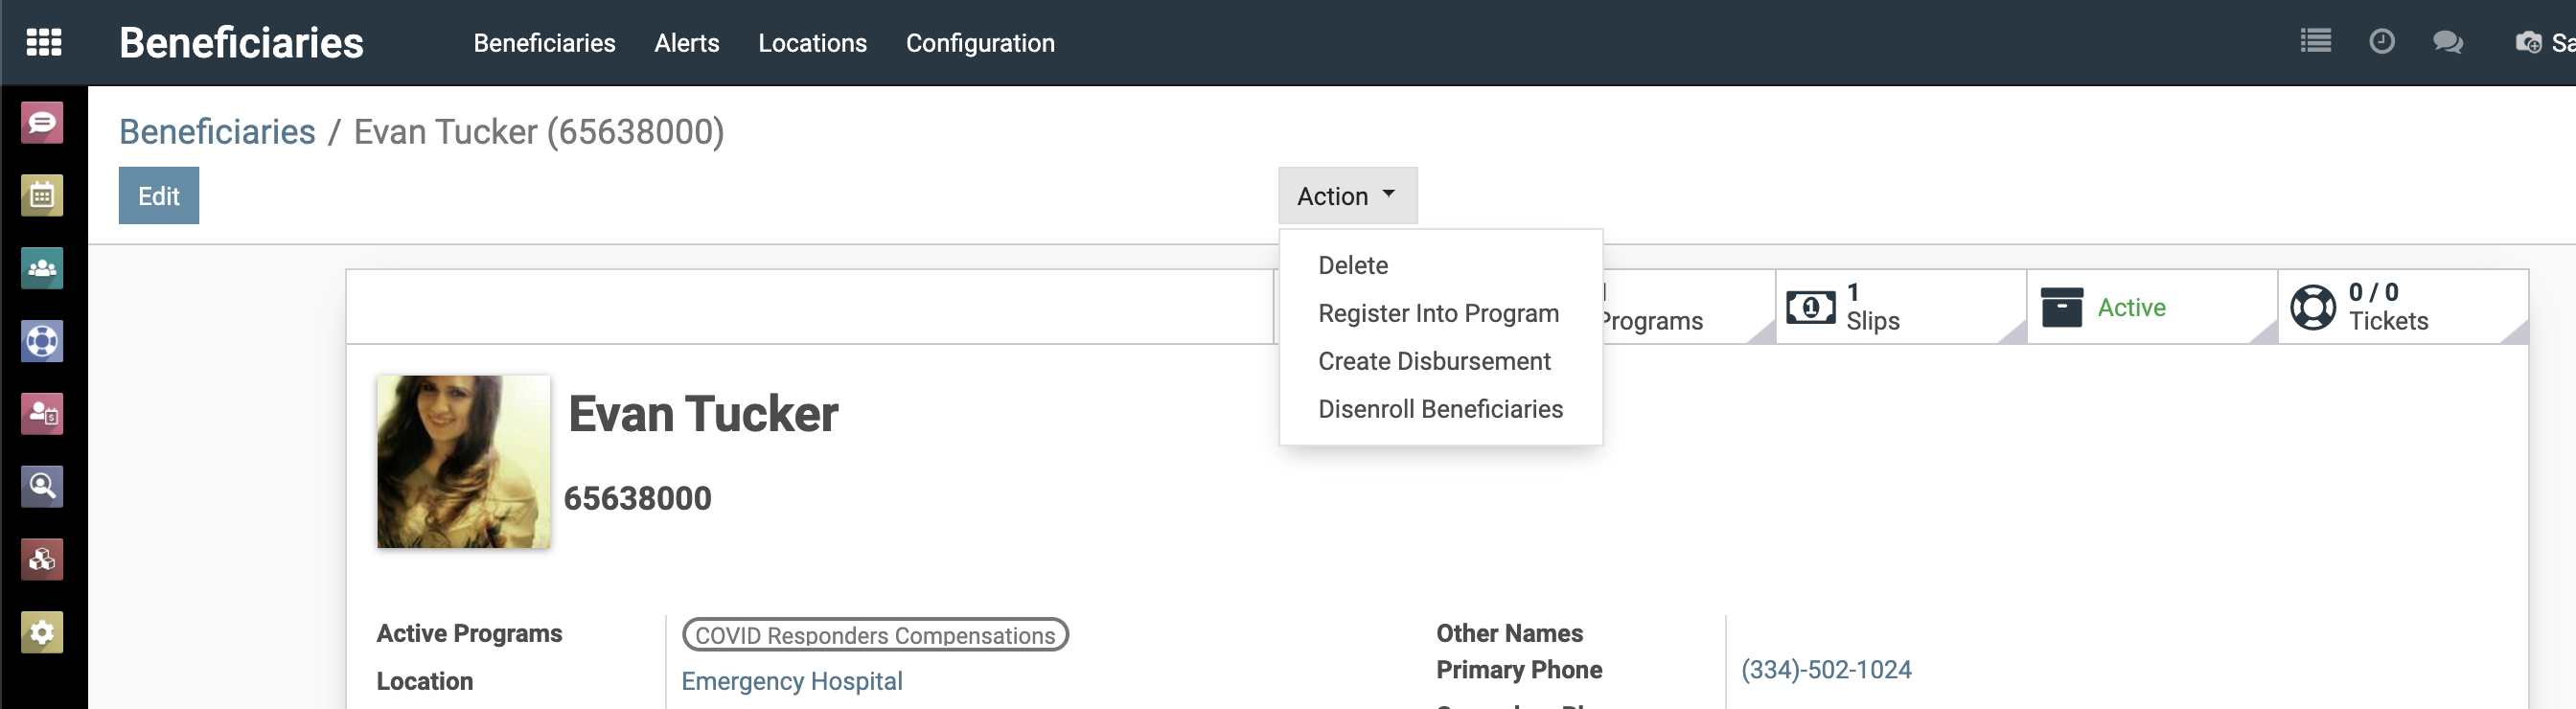 Beneficiaries Beneficiaries Alerts Locations Configuration
Beneficiaries / Evan Tucker (65638000)
Edit
Action
Delete
Register Into Program
Create Disbursement
Disenroll Beneficiaries
Programs
1
Slips
Active
0 / 0
Tickets
Evan Tucker
65638000
Active Programs COVID Responders Compensations
Location Emergency Hospital
Other Names
Primary Phone (334)-502-1024